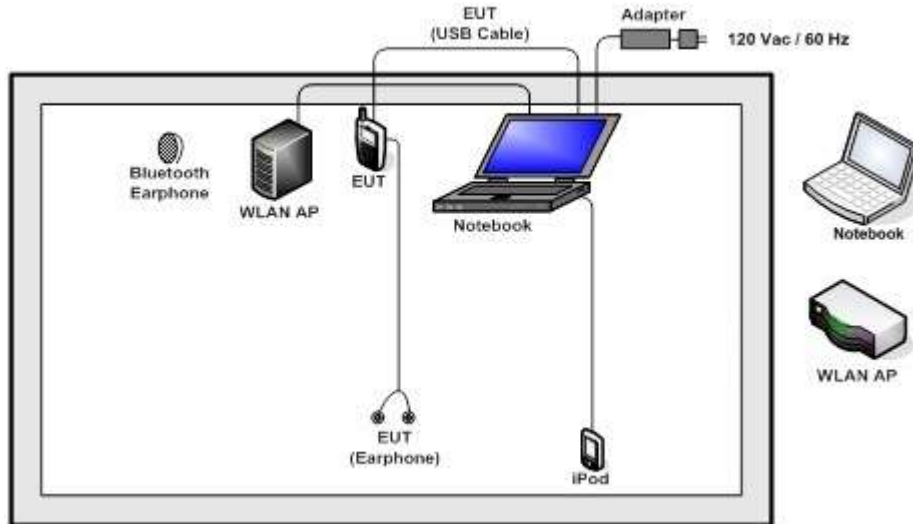 EUT
(USB Cable)
Adapter
120 Vac / 60 Hz
Bluetooth
Earphone
WLAN AP
EUT
Notebook
Notebook
WLAN AP
EUT
(Earphone)
iPod